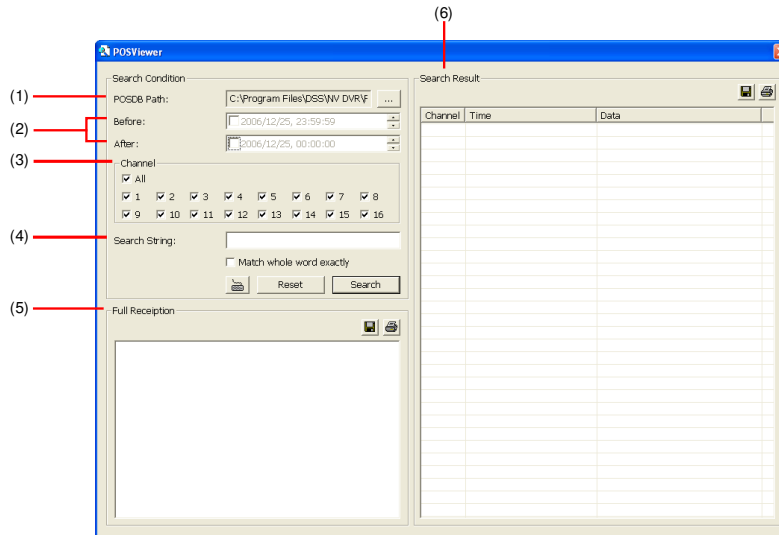 (6)
POSViewer
Search Condition
(1)
POSDB Path:
C:\Program Files\DSS\NV DVR\F
...
(2)
Before:
2006/12/25, 23:59:59
After:
2006/12/25, 00:00:00
(3)
Channel
All
1 2 3 4 5 6 7 8
9 10 11 12 13 14 15 16
(4)
Search String:
Match whole word exactly
Reset Search
(5)
Full Receiption
Search Result
Channel Time Data